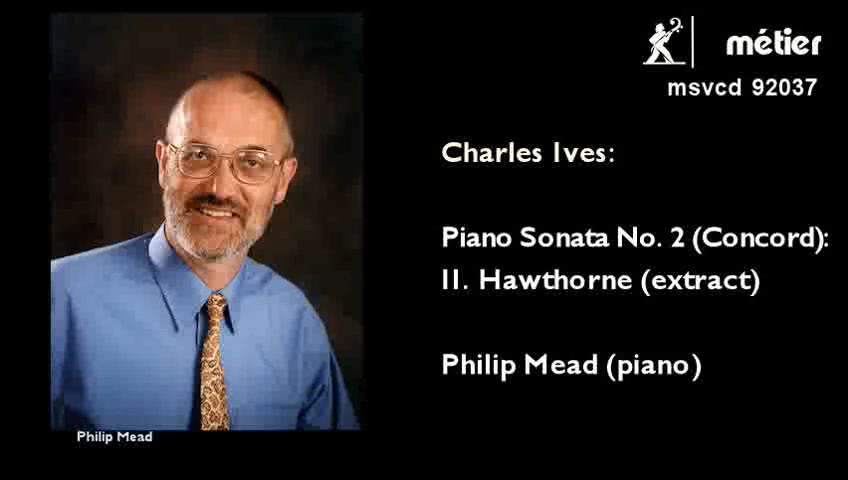 métier
msvcd 92037
Charles Ives:
Piano Sonata No. 2 (Concord):
II. Hawthorne (extract)
Philip Mead (piano)
Philip Mead